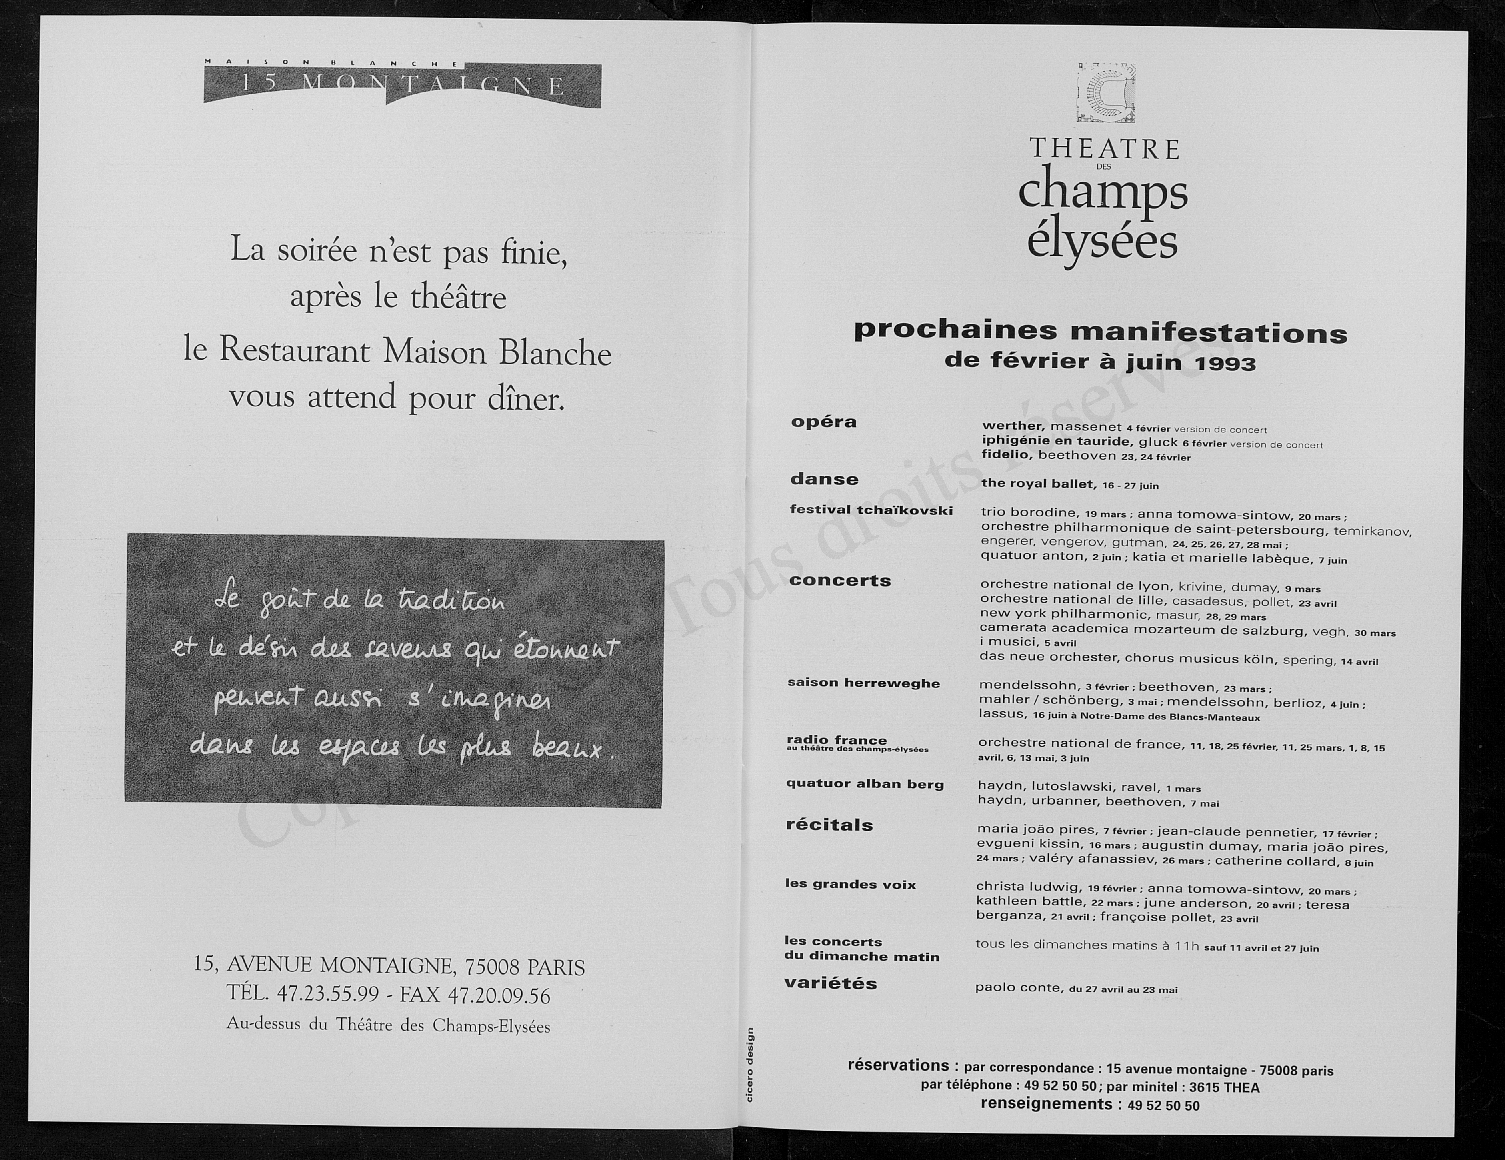 MAISON BLANCHE
15 MONTAIGNE
La soirée n'est pas finie,
après le théâtre
le Restaurant Maison Blanche
vous attend pour dîner.
Le goût de la tradition
et le désir des saveurs qui étonnent
peuvent aussi s'imaginer
dans les espaces les plus beaux.
15, AVENUE MONTAIGNE, 75008 PARIS
TÉL. 47.23.55.99 - FAX 47.20.09.56
Au-dessus du Théâtre des Champs-Elysées
THEATRE
DES
champs
élysées
prochaines manifestations
de février à juin 1993
opéra
werther, massenet 4 février version de concert
iphigénie en tauride, gluck 6 février version de concert
fidelio, beethoven 23, 24 février
danse
the royal ballet, 16 - 27 juin
festival tchaïkovski
trio borodine, 19 mars ; anna tomowa-sintow, 20 mars ;
orchestre philharmonique de saint-petersbourg, temirkanov,
engerer, vengerov, gutman, 24, 25, 26, 27, 28 mai ;
quatuor anton, 2 juin ; katia et marielle labèque, 7 juin
concerts
orchestre national de lyon, krivine, dumay, 9 mars
orchestre national de lille, casadesus, pollet, 23 avril
new york philharmonic, masur, 28, 29 mars
camerata academica mozarteum de salzburg, vegh, 30 mars
i musici, 5 avril
das neue orchester, chorus musicus köln, spering, 14 avril
saison herreweghe
mendelssohn, 3 février ; beethoven, 23 mars ;
mahler / schönberg, 3 mai ; mendelssohn, berlioz, 4 juin ;
lassus, 16 juin à Notre-Dame des Blancs-Manteaux
radio france
au théâtre des champs-élysées
orchestre national de france, 11, 18, 25 février, 11, 25 mars, 1, 8, 15
avril, 6, 13 mai, 3 juin
quatuor alban berg
haydn, lutoslawski, ravel, 1 mars
haydn, urbanner, beethoven, 7 mai
récitals
maria joão pires, 7 février ; jean-claude pennetier, 17 février ;
evgueni kissin, 16 mars ; augustin dumay, maria joão pires,
24 mars ; valéry afanassiev, 26 mars ; catherine collard, 8 juin
les grandes voix
christa ludwig, 19 février ; anna tomowa-sintow, 20 mars ;
kathleen battle, 22 mars ; june anderson, 20 avril ; teresa
berganza, 21 avril ; françoise pollet, 23 avril
les concerts
du dimanche matin
tous les dimanches matins à 11h sauf 11 avril et 27 juin
variétés
paolo conte, du 27 avril au 23 mai
réservations : par correspondance : 15 avenue montaigne - 75008 paris
par téléphone : 49 52 50 50 ; par minitel : 3615 THEA
renseignements : 49 52 50 50
cicero design
Tous droits réservés.